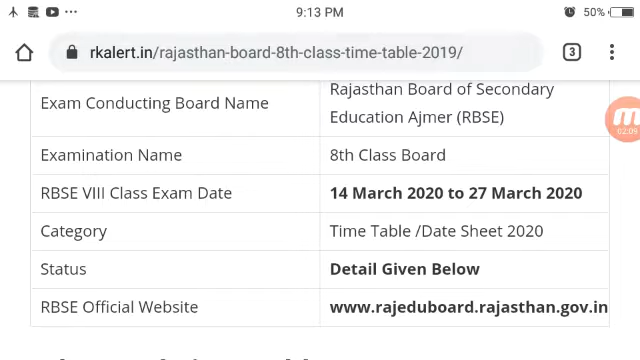 9:13 PM
50%
rkalert.in/rajasthan-board-8th-class-time-table-2019/
3
Rajasthan Board of Secondary
Exam Conducting Board Name
Education Ajmer (RBSE)
02:09
Examination Name 8th Class Board
RBSE VIII Class Exam Date 14 March 2020 to 27 March 2020
Category Time Table /Date Sheet 2020
Status Detail Given Below
RBSE Official Website www.rajeduboard.rajasthan.gov.in